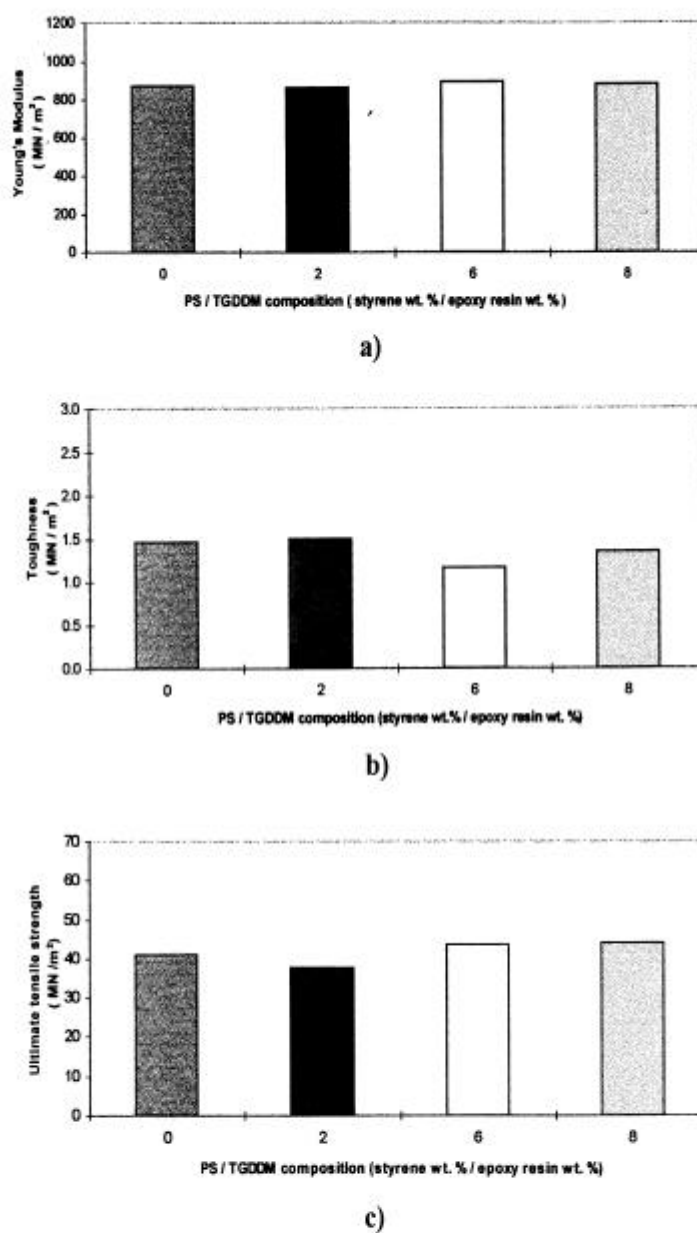 Young's Modulus
( MN / m²)
1200
1000
800
600
400
200
0
0 2 6 8
PS / TGDDM composition ( styrene wt. % / epoxy resin wt. % )
a)
Toughness
( MN / m²)
3.0
2.5
2.0
1.5
1.0
0.5
0.0
0 2 6 8
PS / TGDDM composition (styrene wt.% / epoxy resin wt. %)
b)
Ultimate tensile strength
( MN /m²)
70
60
50
40
30
20
10
0
0 2 6 8
PS / TGDDM composition (styrene wt. % / epoxy resin wt. %)
c)